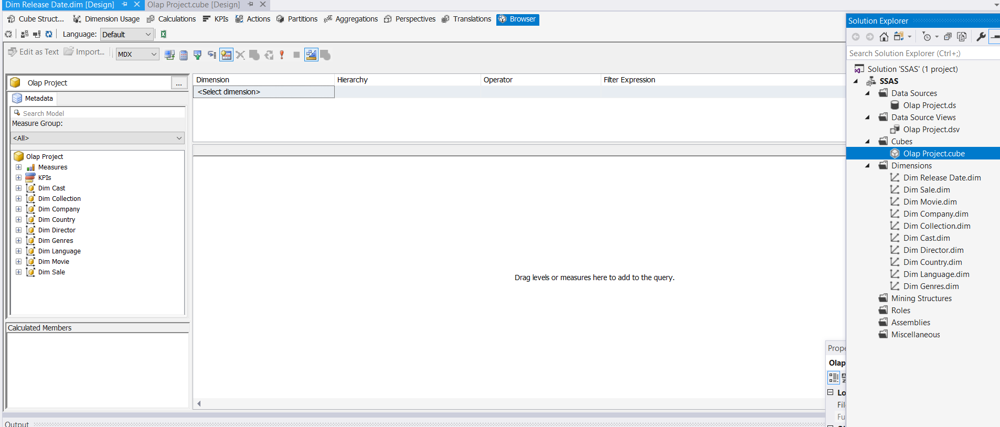 Dim Release Date.dim [Design]
Olap Project.cube [Design]
Cube Struct...
Dimension Usage
Calculations
KPIs
Actions
Partitions
Aggregations
Perspectives
Translations
Browser
Language:
Default
Edit as Text
Import...
MDX
Olap Project
...
Metadata
Search Model
Measure Group:
<All>
Olap Project
Measures
KPIs
Dim Cast
Dim Collection
Dim Company
Dim Country
Dim Director
Dim Genres
Dim Language
Dim Movie
Dim Sale
Calculated Members
Dimension
Hierarchy
Operator
Filter Expression
<Select dimension>
Drag levels or measures here to add to the query.
Output
Solution Explorer
Search Solution Explorer (Ctrl+;)
Solution 'SSAS' (1 project)
SSAS
Data Sources
Olap Project.ds
Data Source Views
Olap Project.dsv
Cubes
Olap Project.cube
Dimensions
Dim Release Date.dim
Dim Sale.dim
Dim Movie.dim
Dim Company.dim
Dim Collection.dim
Dim Cast.dim
Dim Director.dim
Dim Country.dim
Dim Language.dim
Dim Genres.dim
Mining Structures
Roles
Assemblies
Miscellaneous
Prope
Olap
Lo
Fil
Fu